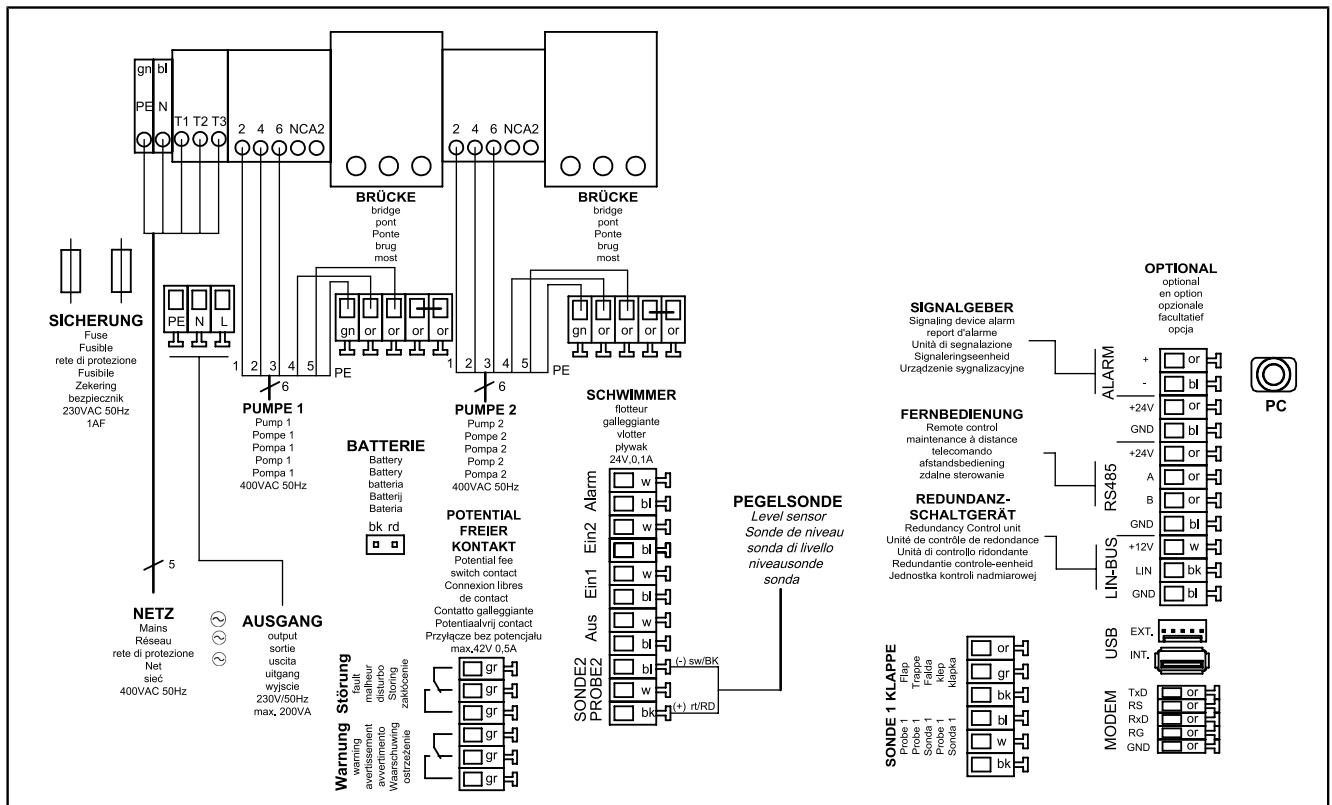 gn bl
PE N
T1 T2 T3
2 4 6 NCA2
2 4 6 NCA2
BRÜCKE
bridge
pont
Ponte
brug
most
BRÜCKE
bridge
pont
Ponte
brug
most
SICHERUNG
Fuse
Fusible
rete di protezione
Fusibile
Zekering
bezpiecznik
230VAC 50Hz
1AF
PE N L
gn or or or or
1 2 3 4 5 PE
6
gn or or or or
1 2 3 4 5 PE
6
PUMPE 1
Pump 1
Pompe 1
Pompa 1
Pomp 1
Pompa 1
400VAC 50Hz
PUMPE 2
Pump 2
Pompe 2
Pompa 2
Pomp 2
Pompa 2
400VAC 50Hz
BATTERIE
Battery
Battery
batteria
Batterij
Bateria
bk rd
5
NETZ
Mains
Réseau
rete di protezione
Net
sieć
400VAC 50Hz
AUSGANG
output
sortie
uscita
uitgang
wyjscie
230V/50Hz
max. 200VA
POTENTIAL
FREIER
KONTAKT
Potential fee
switch contact
Connexion libres
de contact
Contatto galleggiante
Potentiaalvrij contact
Przyłącze bez potencjału
max.42V 0,5A
Störung
fault
malheur
disturbo
Storing
zakłócenie
gr
gr
gr
Warnung
warning
avertissement
avvertimento
Waarschuwing
ostrzeżenie
gr
gr
gr
SCHWIMMER
flotteur
galleggiante
vlotter
pływak
24V,0,1A
Alarm
w
bl
Ein2
w
bl
Ein1
w
bl
Aus
w
bl
SONDE2
PROBE2
bl
w
bk
(-) sw/BK
(+) rt/RD
PEGELSONDE
Level sensor
Sonde de niveau
sonda di livello
niveausonde
sonda
SIGNALGEBER
Signaling device alarm
report d'alarme
Unità di segnalazione
Signaleringseenheid
Urządzenie sygnalizacyjne
FERNBEDIENUNG
Remote control
maintenance à distance
telecomando
afstandsbediening
zdalne sterowanie
REDUNDANZ-
SCHALTGERÄT
Redundancy Control unit
Unité de contrôle de redondance
Unità di controllo ridondante
Redundantie controle-eenheid
Jednostka kontroli nadmiarowej
OPTIONAL
optional
en option
opzionale
facultatief
opcja
ALARM
+ or
- bl
+24V or
GND bl
RS485
+24V or
A or
B or
GND bl
LIN-BUS
+12V w
LIN bk
GND bl
PC
USB
EXT.
INT.
MODEM
TxD or
RS or
RxD or
RG or
GND or
KLAPPE
Flap
Trappe
Falda
klep
klapka
or
gr
bk
SONDE 1
Probe 1
Probe 1
Sonda 1
Probe 1
Sonda 1
bl
w
bk